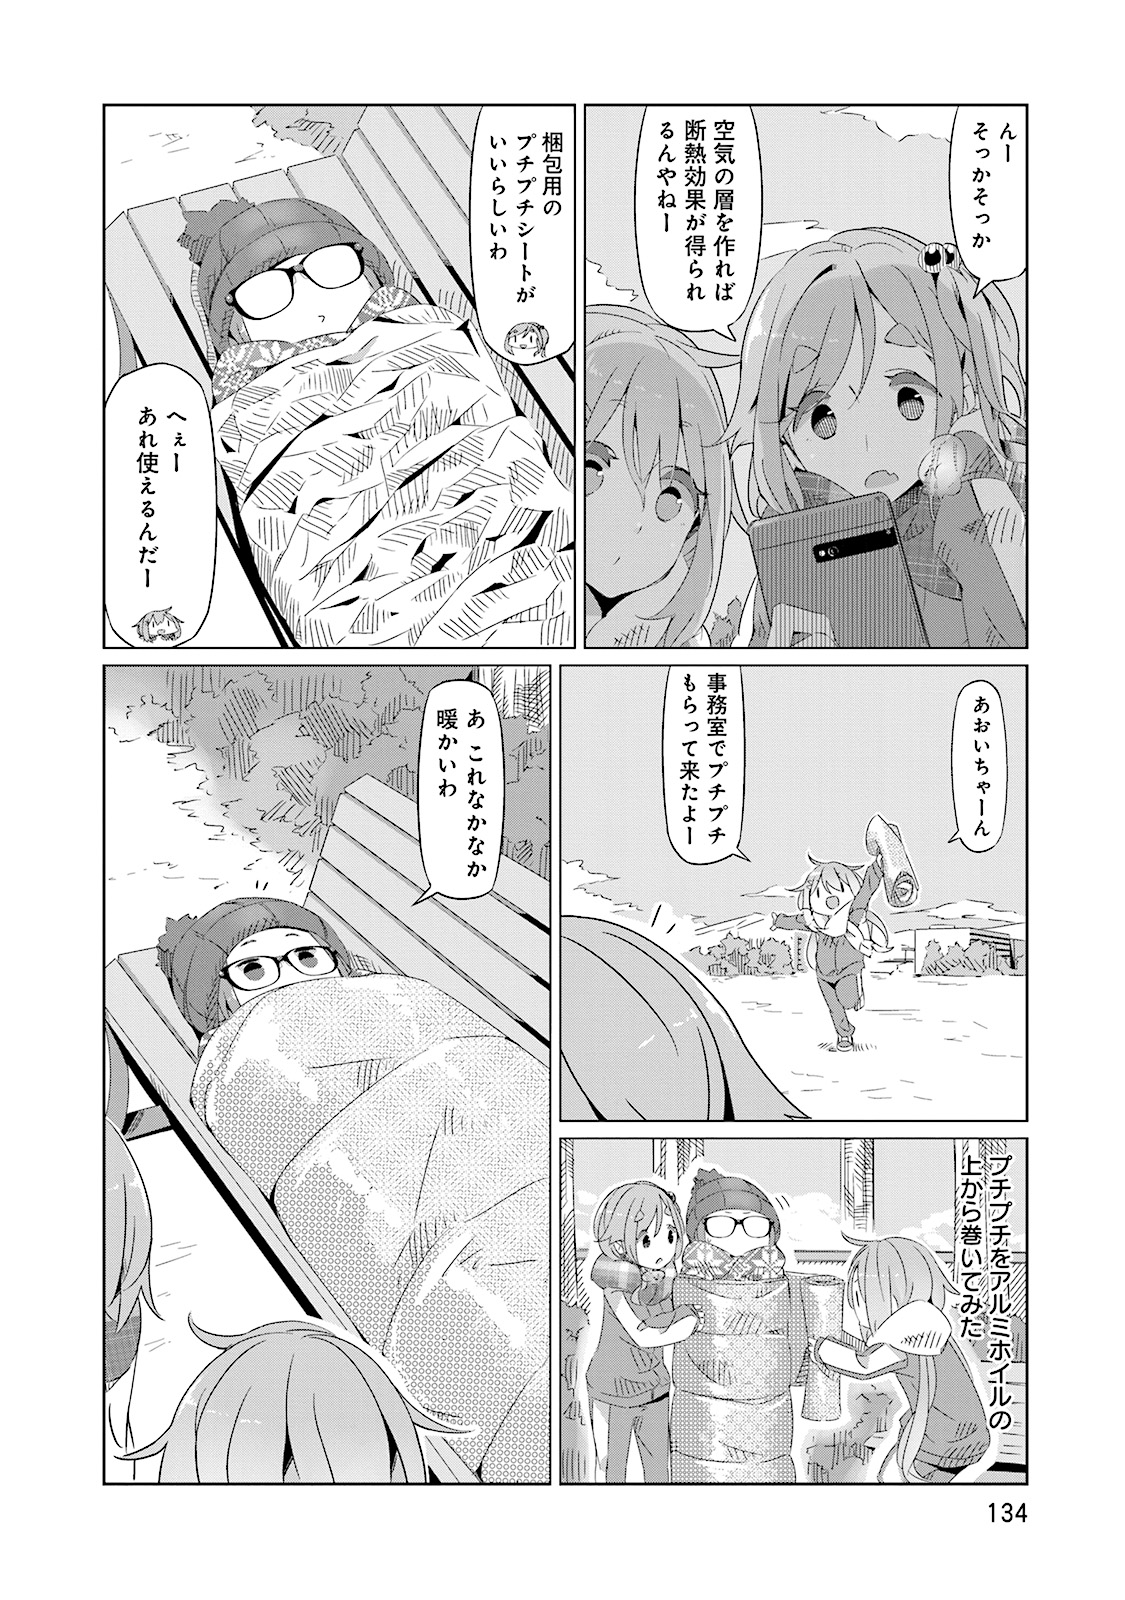 んー
そっかそっか
空気の層を作れば
断熱効果が得られ
るんやねー
梱包用の
プチプチシートが
いいらしいわ
へぇー
あれ使えるんだー
あおいちゃーん
事務室でプチプチ
もらって来たよー
プチプチをアルミホイルの
上から巻いてみた
あ これなかなか
暖かいわ
134